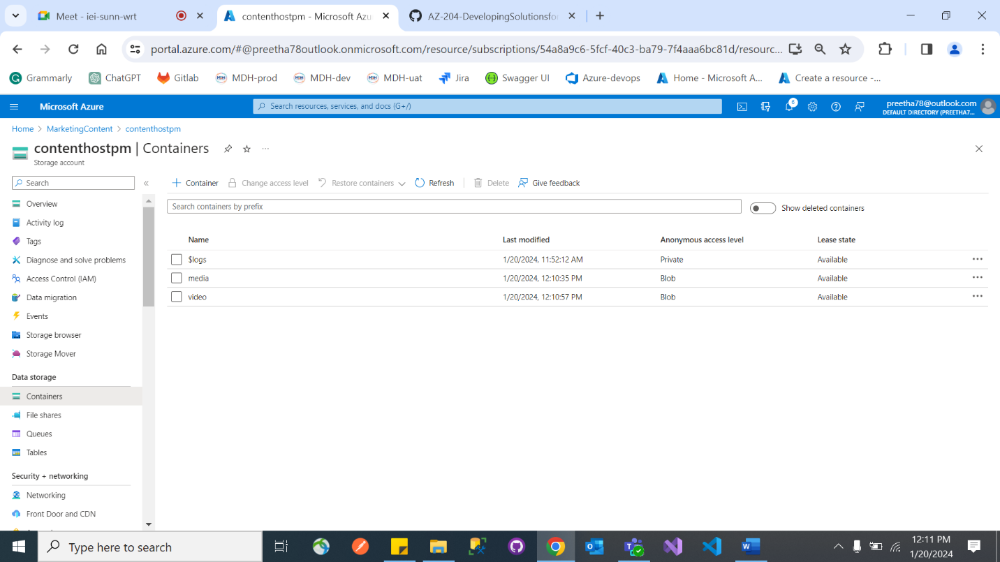 Meet - iei-sunn-wrt
contenthostpm - Microsoft Azu
AZ-204-DevelopingSolutionsfo
portal.azure.com/#@preetha78outlook.onmicrosoft.com/resource/subscriptions/54a8a9c6-5fcf-40c3-ba79-7f4aaa6bc81d/resourc...
Grammarly ChatGPT Gitlab MDH-prod MDH-dev MDH-uat Jira Swagger UI Azure-devops Home - Microsoft A... Create a resource -...
Microsoft Azure
Search resources, services, and docs (G+/)
6
preetha78@outlook.com
DEFAULT DIRECTORY (PREETHA7...
Home > MarketingContent > contenthostpm
contenthostpm | Containers
Storage account
Search
Container Change access level Restore containers Refresh Delete Give feedback
Search containers by prefix
Show deleted containers
Name Last modified Anonymous access level Lease state
$logs 1/20/2024, 11:52:12 AM Private Available
media 1/20/2024, 12:10:35 PM Blob Available
video 1/20/2024, 12:10:57 PM Blob Available
Overview
Activity log
Tags
Diagnose and solve problems
Access Control (IAM)
Data migration
Events
Storage browser
Storage Mover
Data storage
Containers
File shares
Queues
Tables
Security + networking
Networking
Front Door and CDN
Type here to search
12:11 PM
1/20/2024